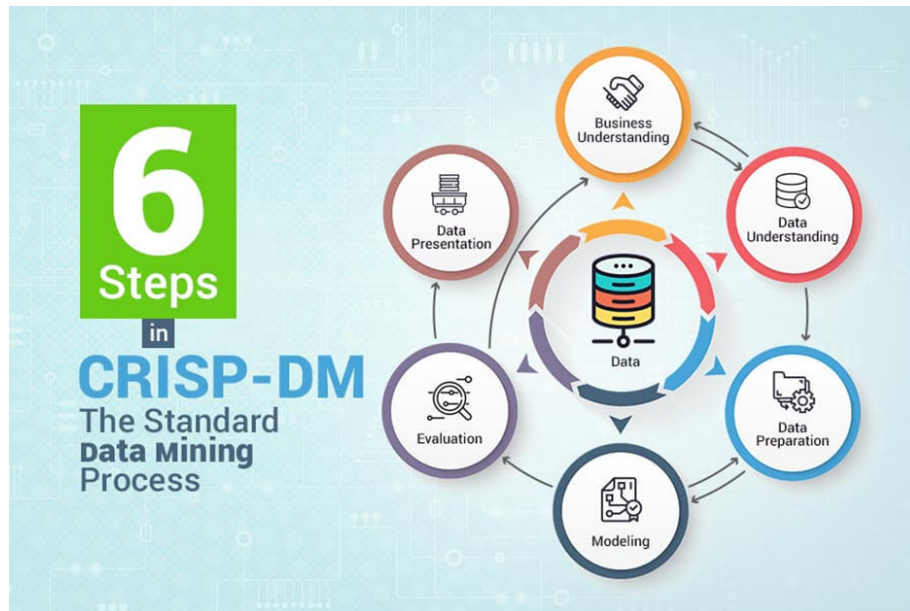 6
Steps
in
CRISP-DM
The Standard
Data Mining
Process
Business
Understanding
Data
Understanding
Data
Preparation
Modeling
Evaluation
Data
Presentation
Data